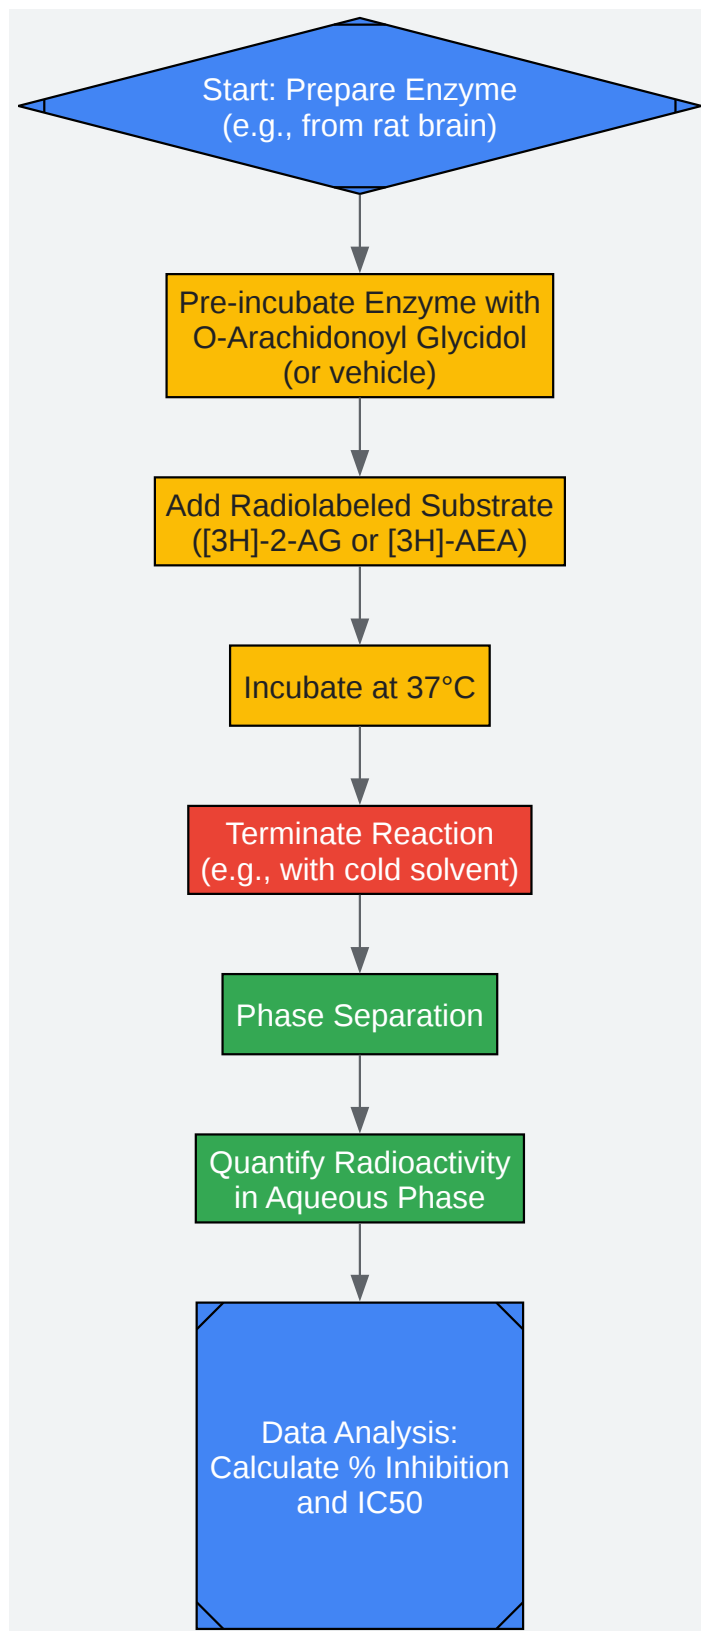 Start: Prepare Enzyme
(e.g., from rat brain)
Pre-incubate Enzyme with
O-Arachidonoyl Glycidol
(or vehicle)
Add Radiolabeled Substrate
([3H]-2-AG or [3H]-AEA)
Incubate at 37°C
Terminate Reaction
(e.g., with cold solvent)
Phase Separation
Quantify Radioactivity
in Aqueous Phase
Data Analysis:
Calculate % Inhibition
and IC50